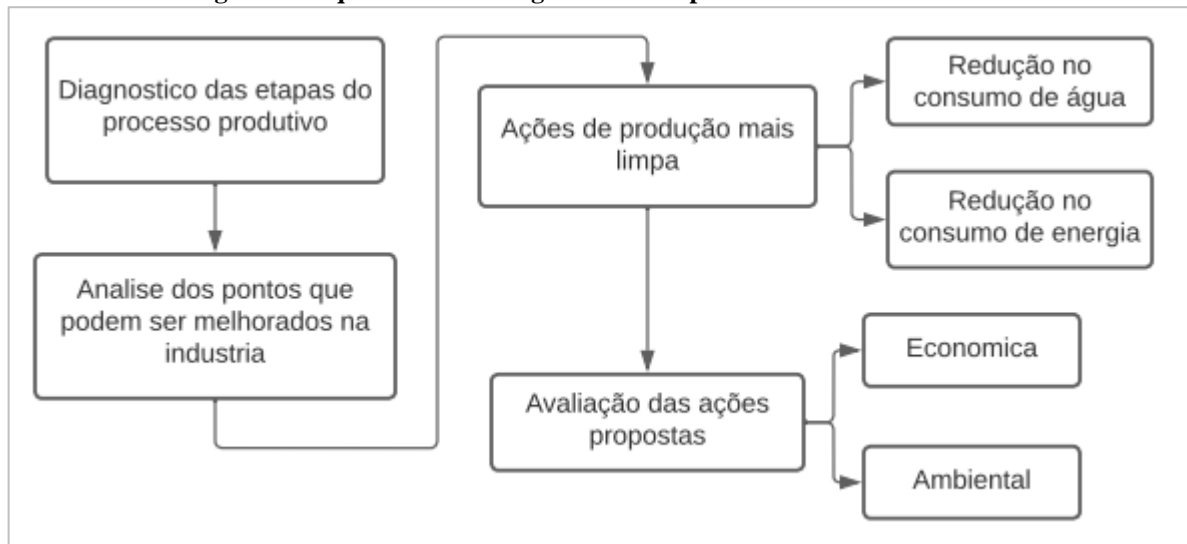 Diagnostico das etapas do
processo produtivo
Analise dos pontos que
podem ser melhorados na
industria
Ações de produção mais
limpa
Redução no
consumo de água
Redução no
consumo de energia
Avaliação das ações
propostas
Economica
Ambiental